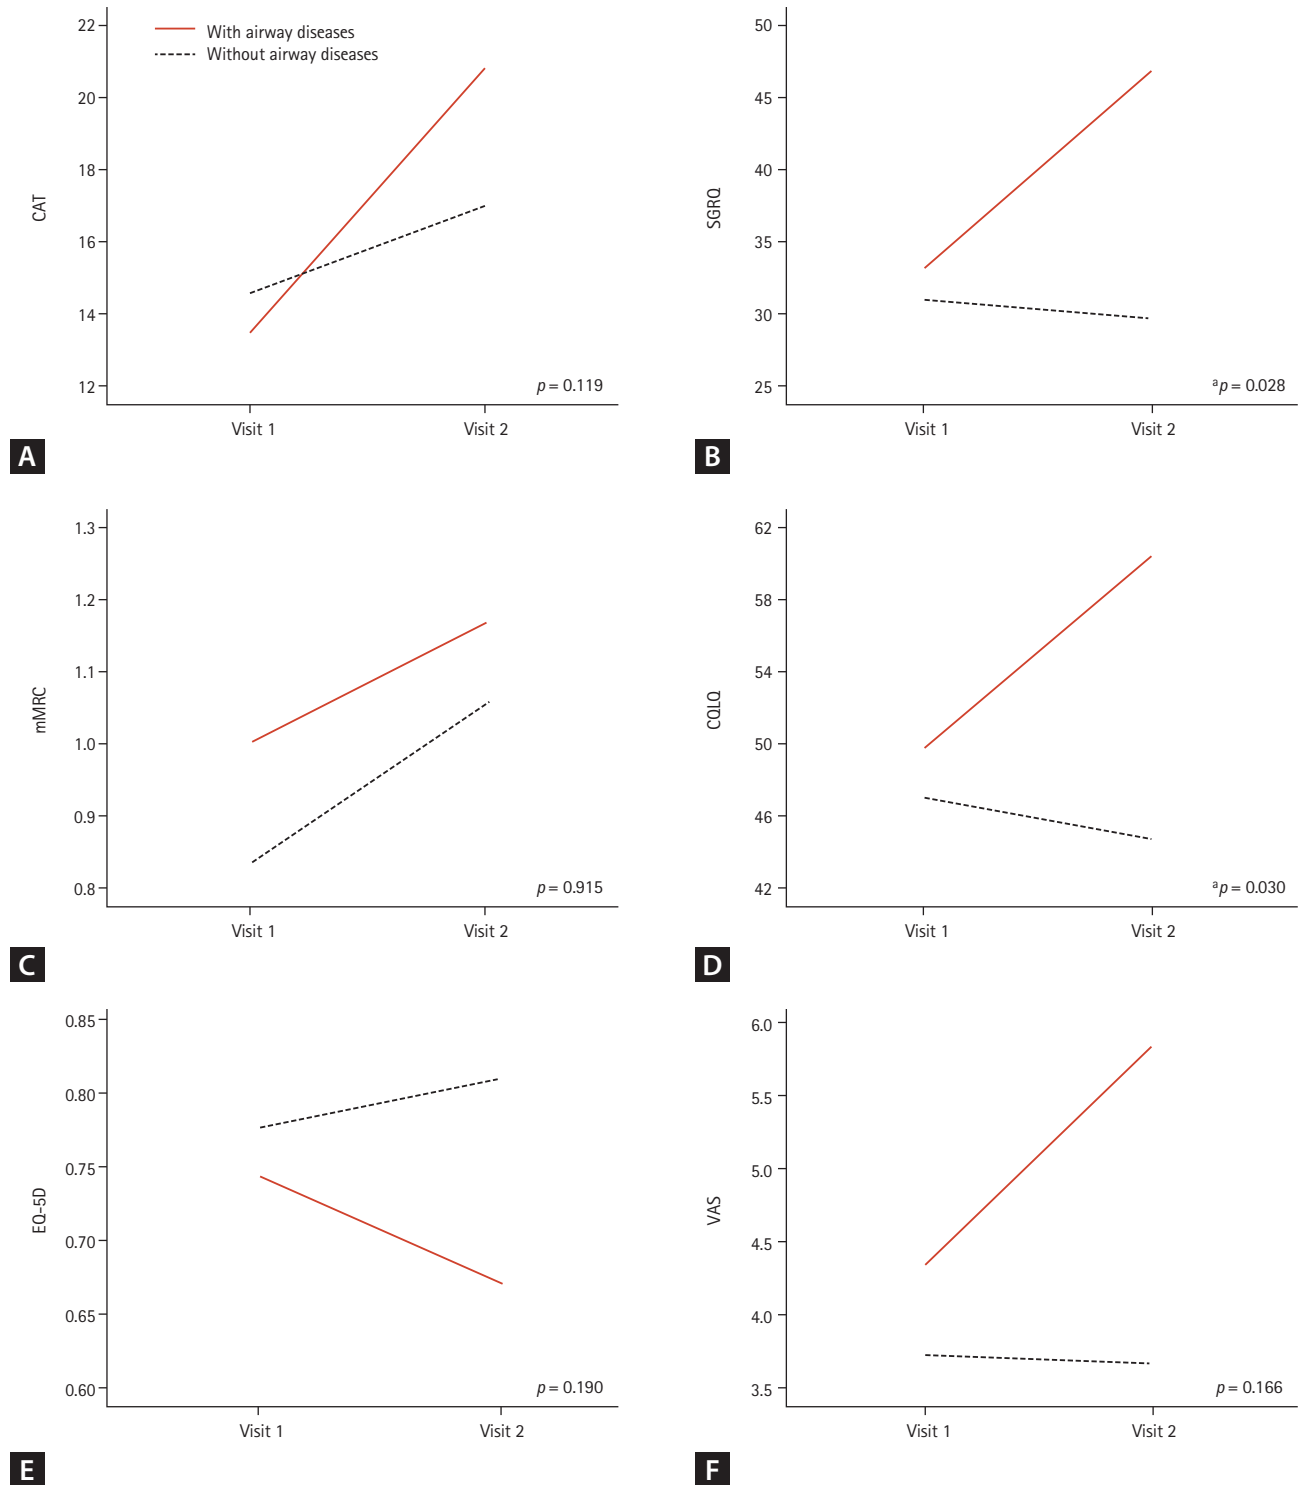 22
With airway diseases
Without airway diseases
20
18
CAT
16
14
12
p = 0.119
Visit 1 Visit 2
A
50
45
40
SGRQ
35
30
25
ap = 0.028
Visit 1 Visit 2
B
1.3
1.2
1.1
mMRC
1.0
0.9
0.8
p = 0.915
Visit 1 Visit 2
C
62
58
54
CQLQ
50
46
42
ap = 0.030
Visit 1 Visit 2
D
0.85
0.80
0.75
EQ-5D
0.70
0.65
0.60
p = 0.190
Visit 1 Visit 2
E
6.0
5.5
5.0
VAS
4.5
4.0
3.5
p = 0.166
Visit 1 Visit 2
F